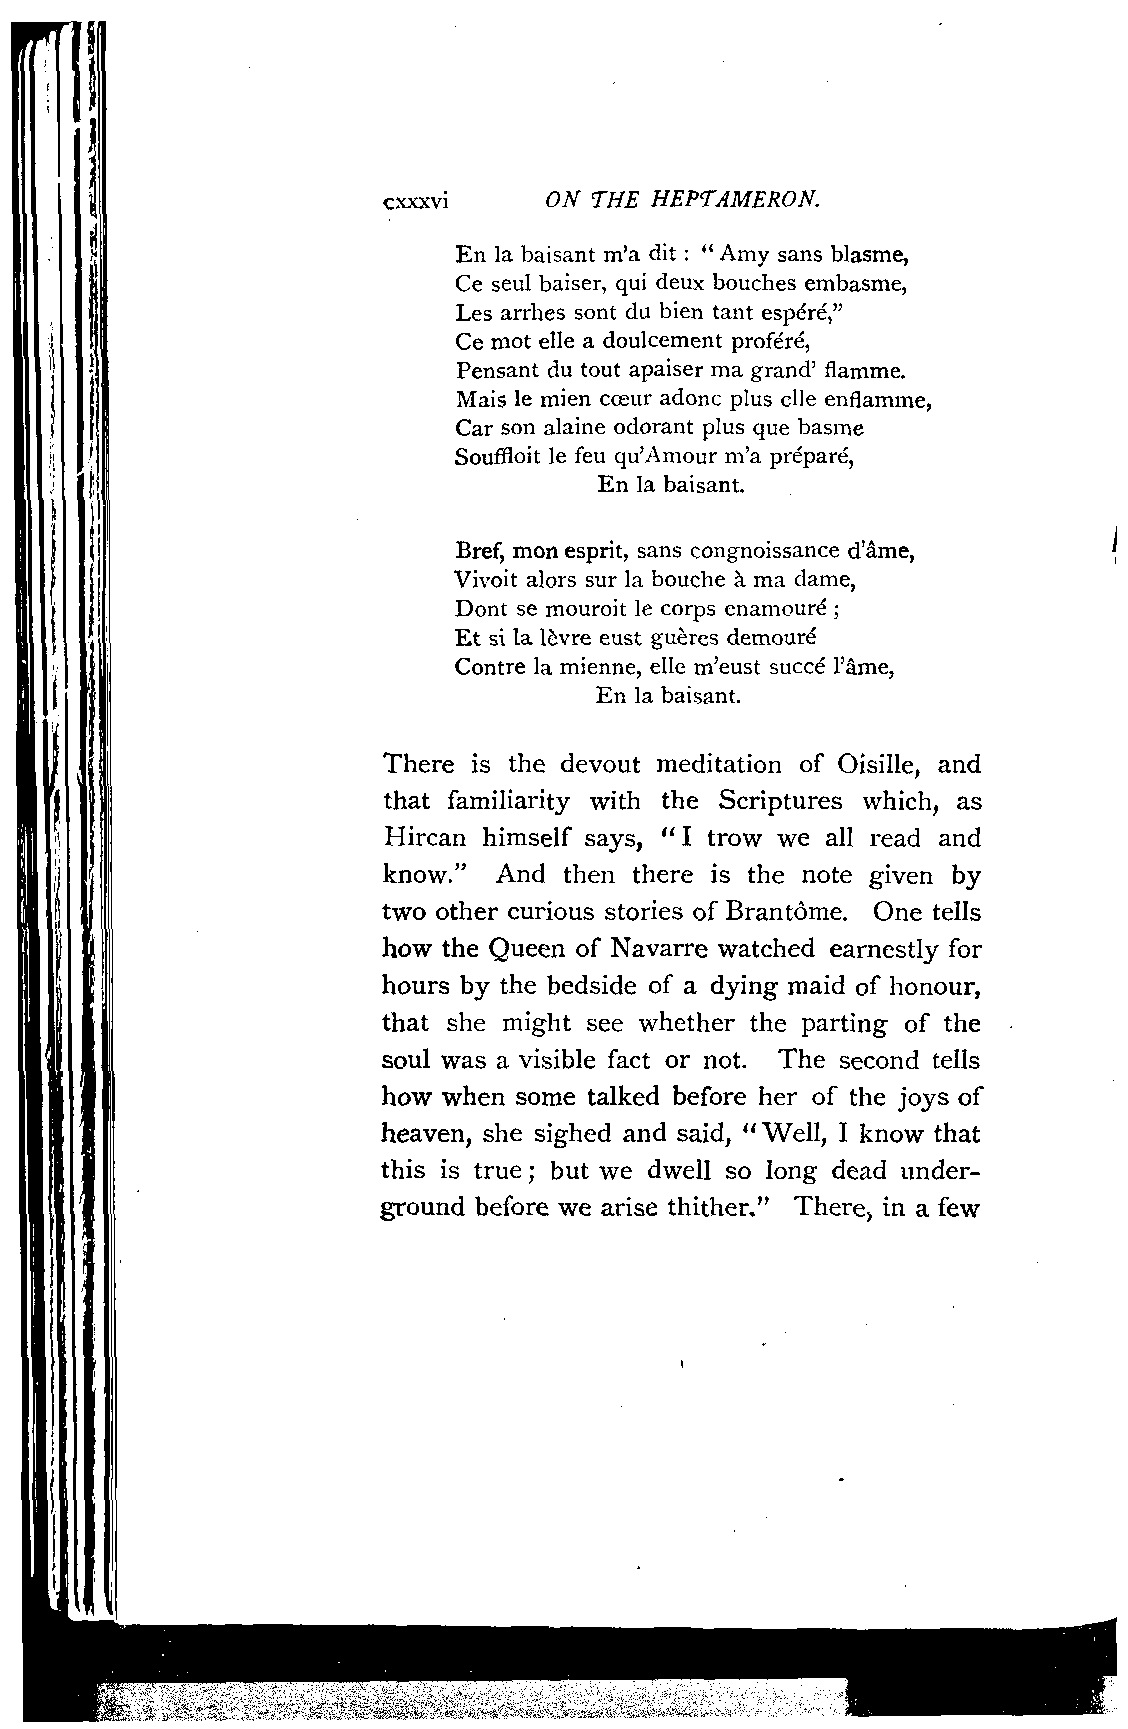 cxxxvi ON THE HEPTAMERON.
En la baisant m'a dit : “ Amy sans blasme,
Ce seul baiser, qui deux bouches embasme,
Les arrhes sont du bien tant espéré,”
Ce mot elle a doulcement proféré,
Pensant du tout apaiser ma grand' flamme.
Mais le mien cœur adonc plus elle enflamme,
Car son alaine odorant plus que basme
Souffloit le feu qu'Amour m'a préparé,
En la baisant.
Bref, mon esprit, sans congnoissance d'âme,
Vivoit alors sur la bouche à ma dame,
Dont se mouroit le corps enamouré ;
Et si la lèvre eust guères demouré
Contre la mienne, elle m'eust succé l'âme,
En la baisant.
There is the devout meditation of Oisille, and
that familiarity with the Scriptures which, as
Hircan himself says, “ I trow we all read and
know.” And then there is the note given by
two other curious stories of Brantôme. One tells
how the Queen of Navarre watched earnestly for
hours by the bedside of a dying maid of honour,
that she might see whether the parting of the
soul was a visible fact or not. The second tells
how when some talked before her of the joys of
heaven, she sighed and said, “ Well, I know that
this is true ; but we dwell so long dead under-
ground before we arise thither.” There, in a few